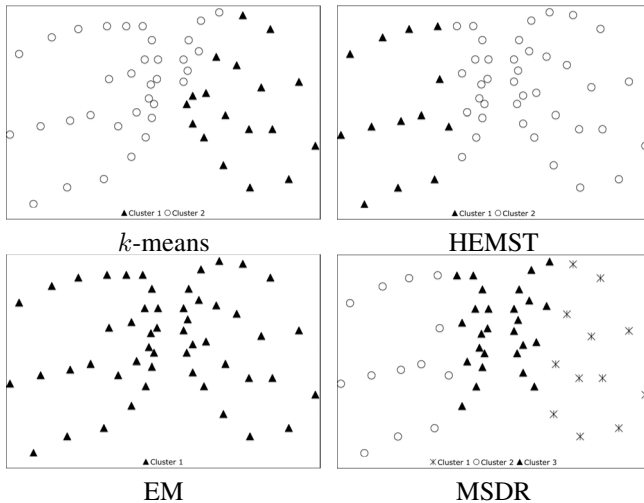 ▲ Cluster 1 ○ Cluster 2
▲ Cluster 1 ○ Cluster 2
k-means
HEMST
▲ Cluster 1
Cluster 1 ○ Cluster 2 ▲ Cluster 3
EM
MSDR